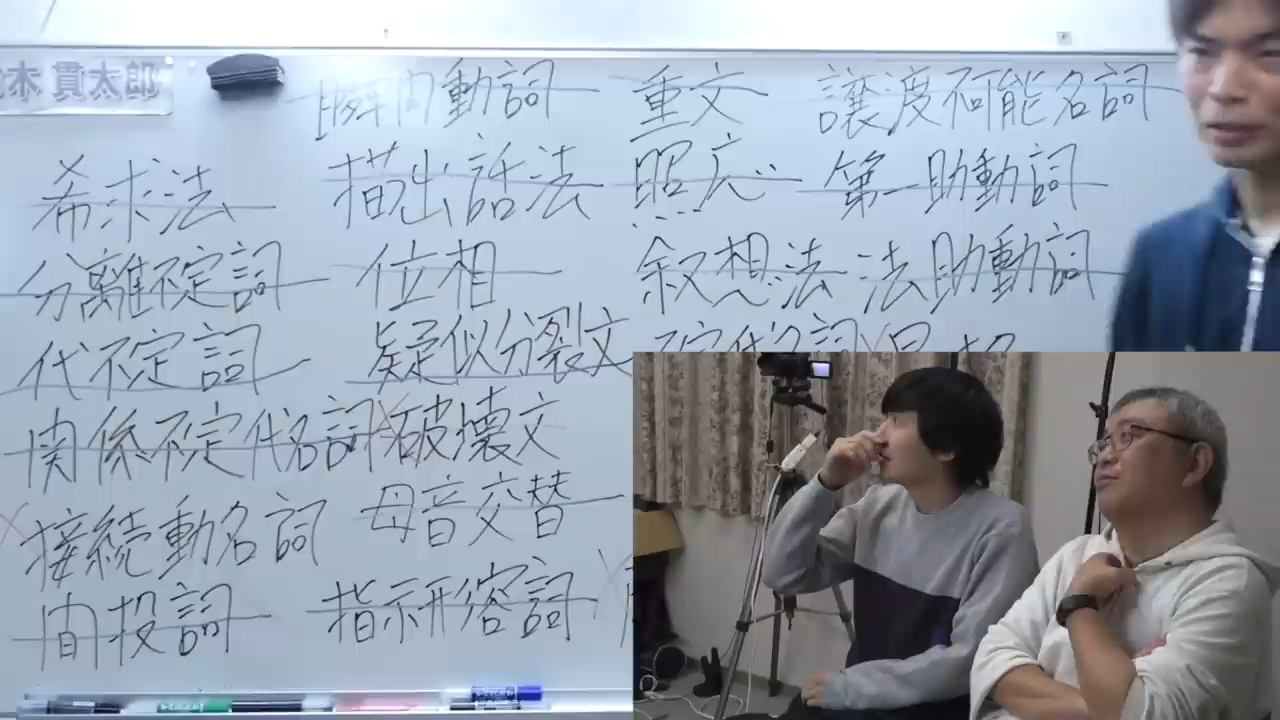 木 貫太郎
瞬間動詞 重文 譲渡可能名詞
希求法 描出話法 照応 第一助動詞
分離不定詞 位相 叙想法 法助動詞
代不定詞 疑似分裂文
関係不定代名詞 破壊文
接続動名詞 母音交替
間投詞 指示形容詞